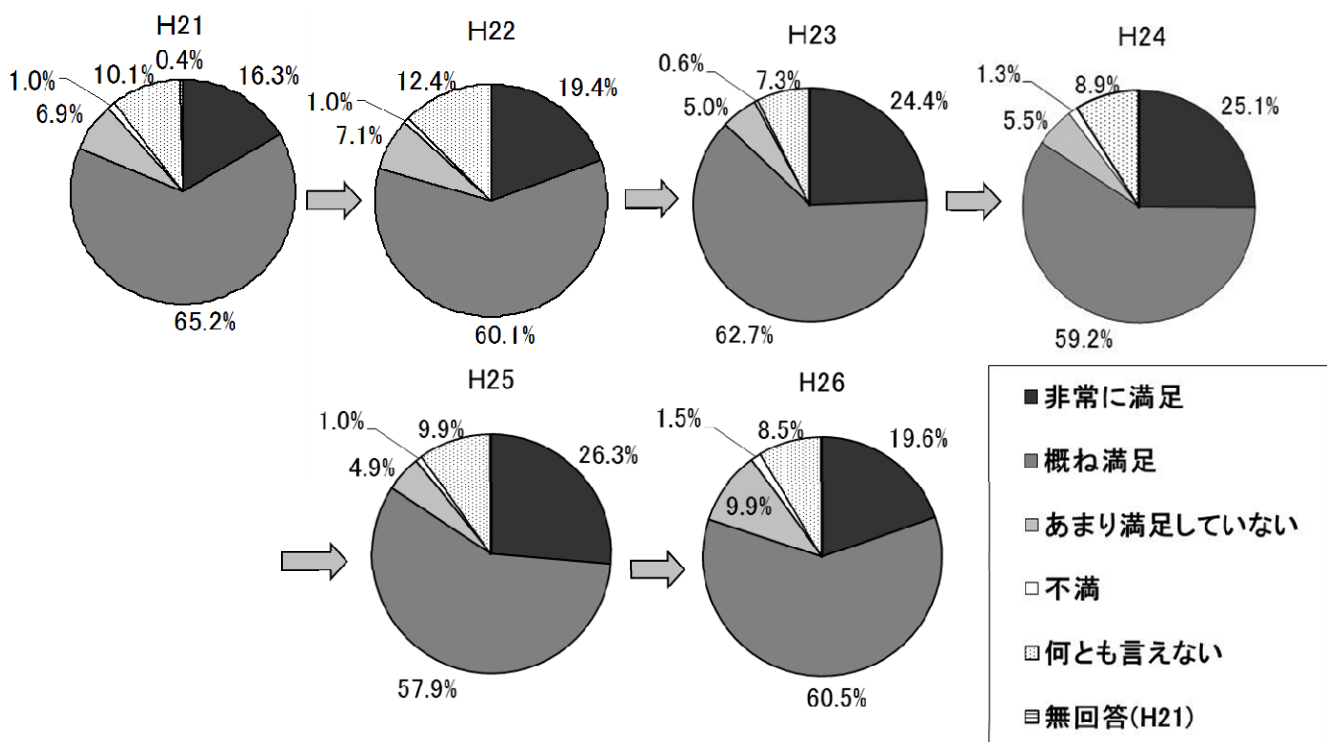 H21
1.0%
10.1%
0.4%
16.3%
6.9%
65.2%
H22
1.0%
12.4%
19.4%
7.1%
60.1%
H23
0.6%
7.3%
24.4%
5.0%
62.7%
H24
1.3%
8.9%
25.1%
5.5%
59.2%
H25
1.0%
9.9%
26.3%
4.9%
57.9%
H26
1.5%
8.5%
19.6%
9.9%
60.5%
非常に満足
概ね満足
あまり満足していない
不満
何とも言えない
無回答(H21)